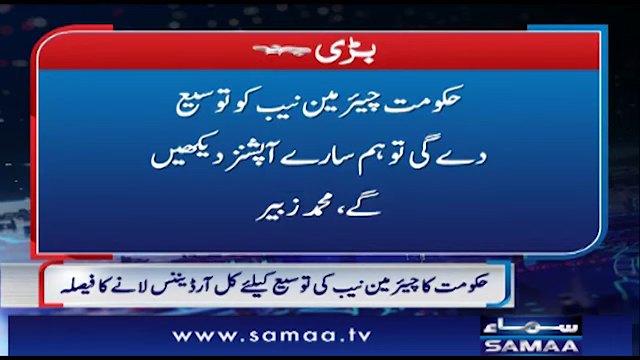 بڑی
حکومت چیئرمین نیب کو توسیع
دے گی تو ہم سارے آپشنز دیکھیں
گے، محمد زبیر
حکومت کا چیئرمین نیب کی توسیع کیلئے کل آرڈیننس لانے کا فیصلہ
www.samaa.tv
سماء
SAMAA